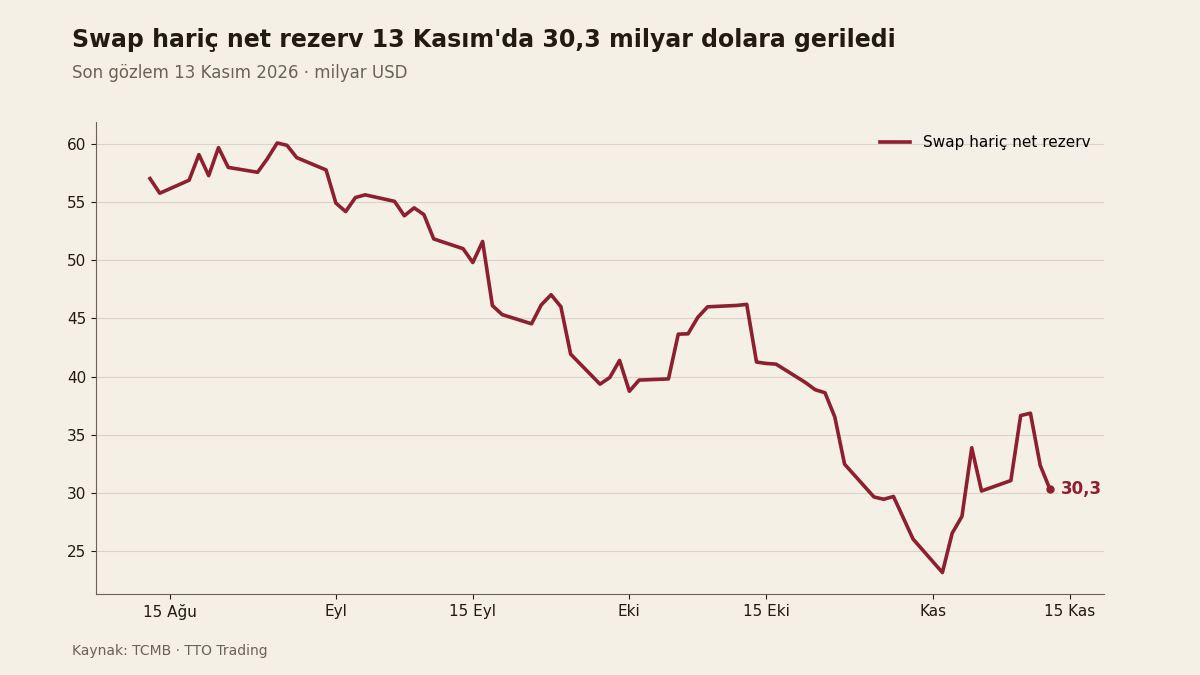 Swap hariç net rezerv 13 Kasım'da 30,3 milyar dolara geriledi
Son gözlem 13 Kasım 2026 · milyar USD
Swap hariç net rezerv
60
55
50
45
40
35
30
25
30,3
15 Ağu
Eyl
15 Eyl
Eki
15 Eki
Kas
15 Kas
Kaynak: TCMB · TTO Trading